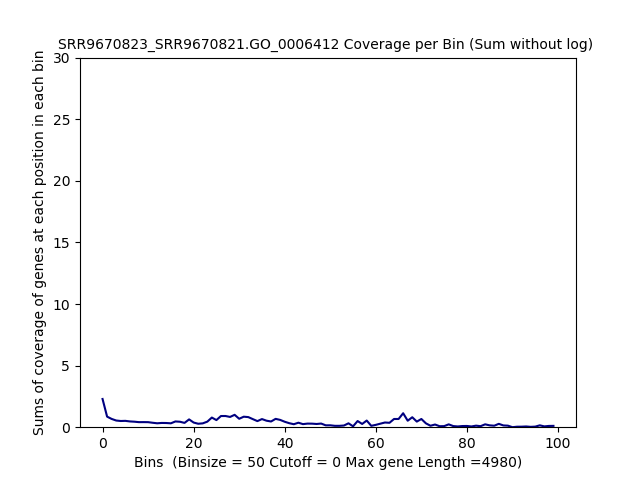 SRR9670823_SRR9670821.GO_0006412 Coverage per Bin (Sum without log)
Sums of coverage of genes at each position in each bin
30
25
20
15
10
5
0
0 20 40 60 80 100
Bins  (Binsize = 50 Cutoff = 0 Max gene Length =4980)